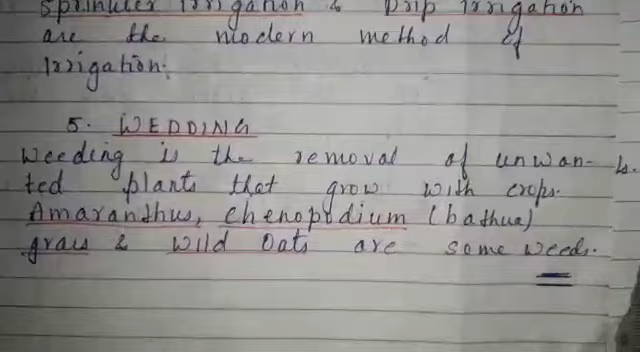 Sprinkler Irrigation & Drip Irrigation
are the modern method of
Irrigation.
5. WEDDING
Weeding is the removal of unwan-
ted plants that grow with crops.
Amaranthus, Chenopodium (bathua)
grass & Wild Oats are some weeds.